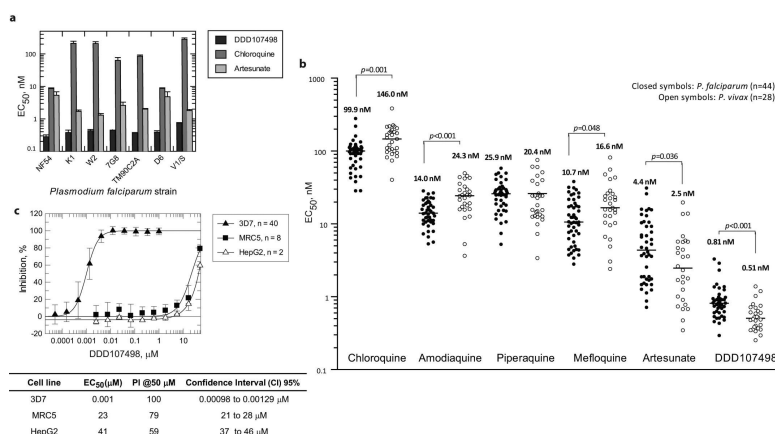 a
DDD107498
Chloroquine
Artesunate
EC50, nM
100
10
1
0.1
NF54
K1
W2
7G8
TM90C2A
D6
V1/S
Plasmodium falciparum strain
b
Closed symbols: P. falciparum (n=44)
Open symbols: P. vivax (n=28)
EC50, nM
1000
100
10
1
0.1
p=0.001
99.9 nM
146.0 nM
p<0.001
14.0 nM
24.3 nM
25.9 nM
20.4 nM
p=0.048
10.7 nM
16.6 nM
p=0.036
4.4 nM
2.5 nM
p<0.001
0.81 nM
0.51 nM
Chloroquine Amodiaquine Piperaquine Mefloquine Artesunate DDD107498
c
3D7, n = 40
MRC5, n = 8
HepG2, n = 2
Inhibition, %
120
100
80
60
40
20
0
-20
0.0001 0.001 0.01 0.1 1 10
DDD107498, μM
Cell line EC50(μM) PI @50 μM Confidence Interval (CI) 95%
3D7 0.001 100 0.00098 to 0.00129 μM
MRC5 23 79 21 to 28 μM
HepG2 41 59 37 to 46 μM